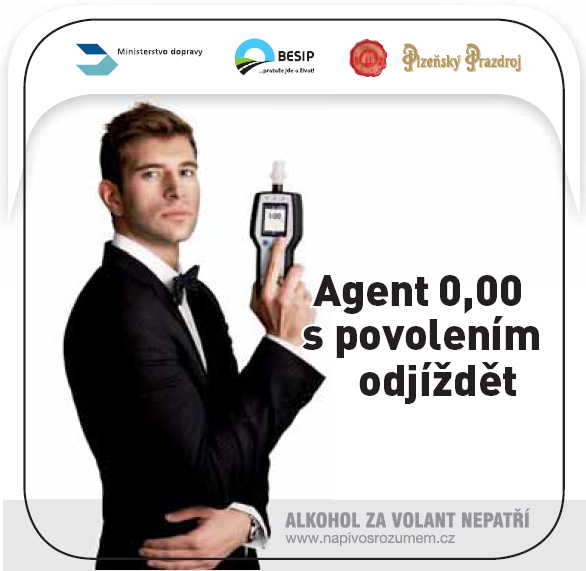 Ministerstvo dopravy
BESIP
...protože jde o život!
Plzeňský Prazdroj
0.00
Agent 0,00
s povolením
odjíždět
ALKOHOL ZA VOLANT NEPATŘÍ
www.napivosrozumem.cz